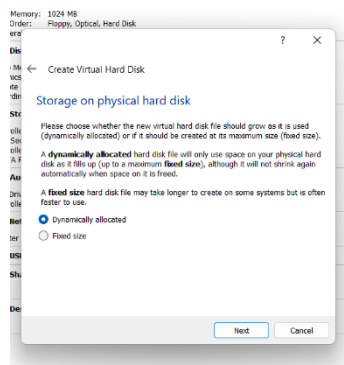 Memory: 1024 MB
Order: Floppy, Optical, Hard Disk
? ×
← Create Virtual Hard Disk
Storage on physical hard disk
Please choose whether the new virtual hard disk file should grow as it is used
(dynamically allocated) or if it should be created at its maximum size (fixed size).
A dynamically allocated hard disk file will only use space on your physical hard
disk as it fills up (up to a maximum fixed size), although it will not shrink again
automatically when space on it is freed.
A fixed size hard disk file may take longer to create on some systems but is often
faster to use.
Dynamically allocated
Fixed size
Next Cancel